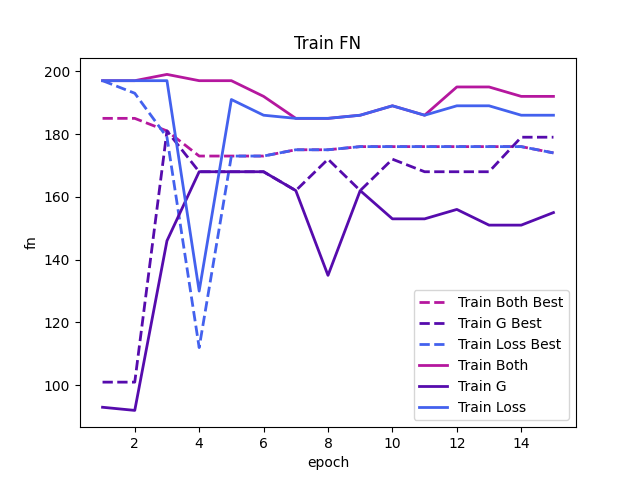 Train FN
200
180
160
140
120
100
fn
2 4 6 8 10 12 14
epoch
Train Both Best
Train G Best
Train Loss Best
Train Both
Train G
Train Loss